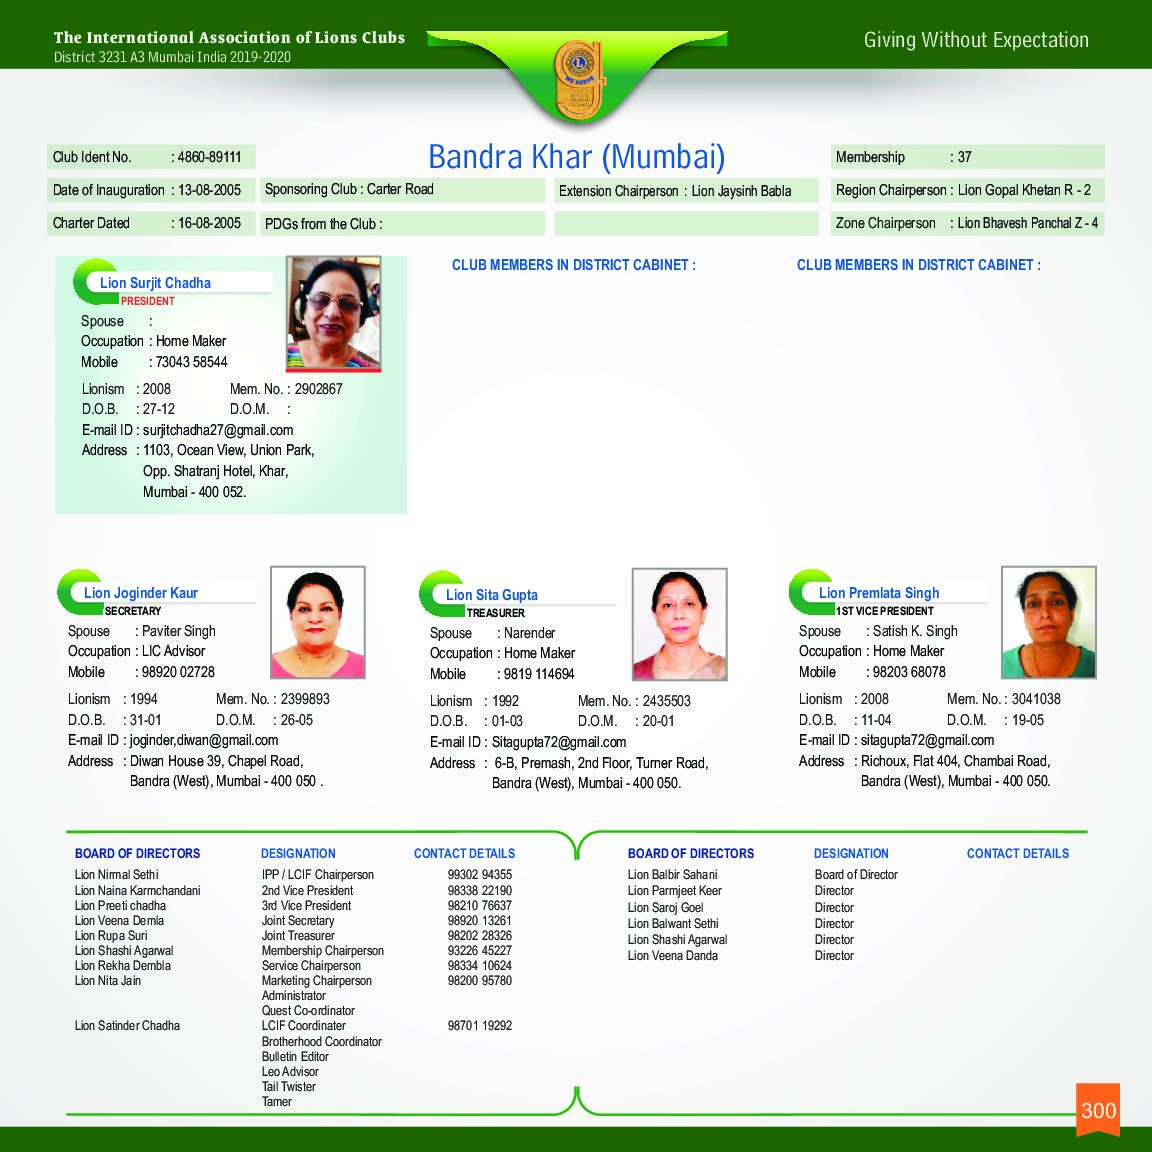 The International Association of Lions Clubs
District 3231 A3 Mumbai India 2019-2020
Giving Without Expectation
L
WE SERVE
Bandra Khar (Mumbai)
Club Ident No. : 4860-89111
Membership : 37
Date of Inauguration : 13-08-2005
Sponsoring Club : Carter Road
Extension Chairperson : Lion Jaysinh Babla
Region Chairperson : Lion Gopal Khetan R - 2
Charter Dated : 16-08-2005
PDGs from the Club :
Zone Chairperson : Lion Bhavesh Panchal Z - 4
Lion Surjit Chadha
PRESIDENT
Spouse :
Occupation : Home Maker
Mobile : 73043 58544
Lionism : 2008 Mem. No. : 2902867
D.O.B. : 27-12 D.O.M. :
E-mail ID : surjitchadha27@gmail.com
Address : 1103, Ocean View, Union Park,
Opp. Shatranj Hotel, Khar,
Mumbai - 400 052.
CLUB MEMBERS IN DISTRICT CABINET :
CLUB MEMBERS IN DISTRICT CABINET :
Lion Joginder Kaur
SECRETARY
Spouse : Paviter Singh
Occupation : LIC Advisor
Mobile : 98920 02728
Lionism : 1994 Mem. No. : 2399893
D.O.B. : 31-01 D.O.M. : 26-05
E-mail ID : joginder,diwan@gmail.com
Address : Diwan House 39, Chapel Road,
Bandra (West), Mumbai - 400 050 .
Lion Sita Gupta
TREASURER
Spouse : Narender
Occupation : Home Maker
Mobile : 9819 114694
Lionism : 1992 Mem. No. : 2435503
D.O.B. : 01-03 D.O.M. : 20-01
E-mail ID : Sitagupta72@gmail.com
Address : 6-B, Premash, 2nd Floor, Turner Road,
Bandra (West), Mumbai - 400 050.
Lion Premlata Singh
1ST VICE PRESIDENT
Spouse : Satish K. Singh
Occupation : Home Maker
Mobile : 98203 68078
Lionism : 2008 Mem. No. : 3041038
D.O.B. : 11-04 D.O.M. : 19-05
E-mail ID : sitagupta72@gmail.com
Address : Richoux, Flat 404, Chambai Road,
Bandra (West), Mumbai - 400 050.
BOARD OF DIRECTORS DESIGNATION CONTACT DETAILS
Lion Nirmal Sethi IPP / LCIF Chairperson 99302 94355
Lion Naina Karmchandani 2nd Vice President 98338 22190
Lion Preeti chadha 3rd Vice President 98210 76637
Lion Veena Demla Joint Secretary 98920 13261
Lion Rupa Suri Joint Treasurer 98202 28326
Lion Shashi Agarwal Membership Chairperson 93226 45227
Lion Rekha Dembla Service Chairperson 98334 10624
Lion Nita Jain Marketing Chairperson 98200 95780
Administrator
Quest Co-ordinator
Lion Satinder Chadha LCIF Coordinater 98701 19292
Brotherhood Coordinator
Bulletin Editor
Leo Advisor
Tail Twister
Tamer
BOARD OF DIRECTORS DESIGNATION CONTACT DETAILS
Lion Balbir Sahani Board of Director
Lion Parmjeet Keer Director
Lion Saroj Goel Director
Lion Balwant Sethi Director
Lion Shashi Agarwal Director
Lion Veena Danda Director
300